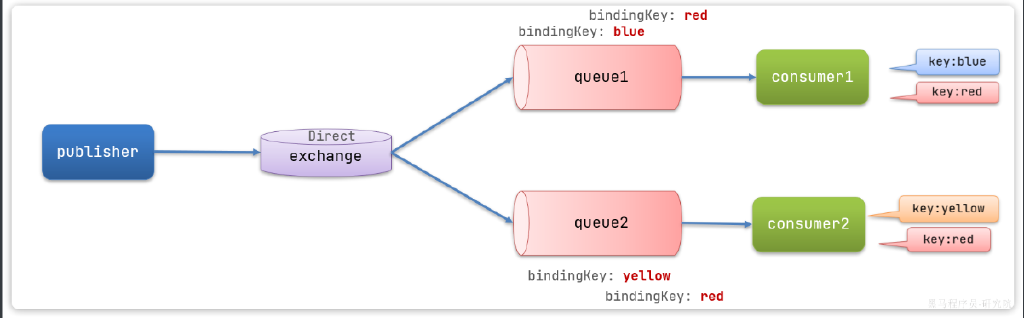 bindingKey: red
bindingKey: blue
queue1
consumer1
key:blue
key:red
publisher
Direct
exchange
queue2
consumer2
key:yellow
key:red
bindingKey: yellow
bindingKey: red